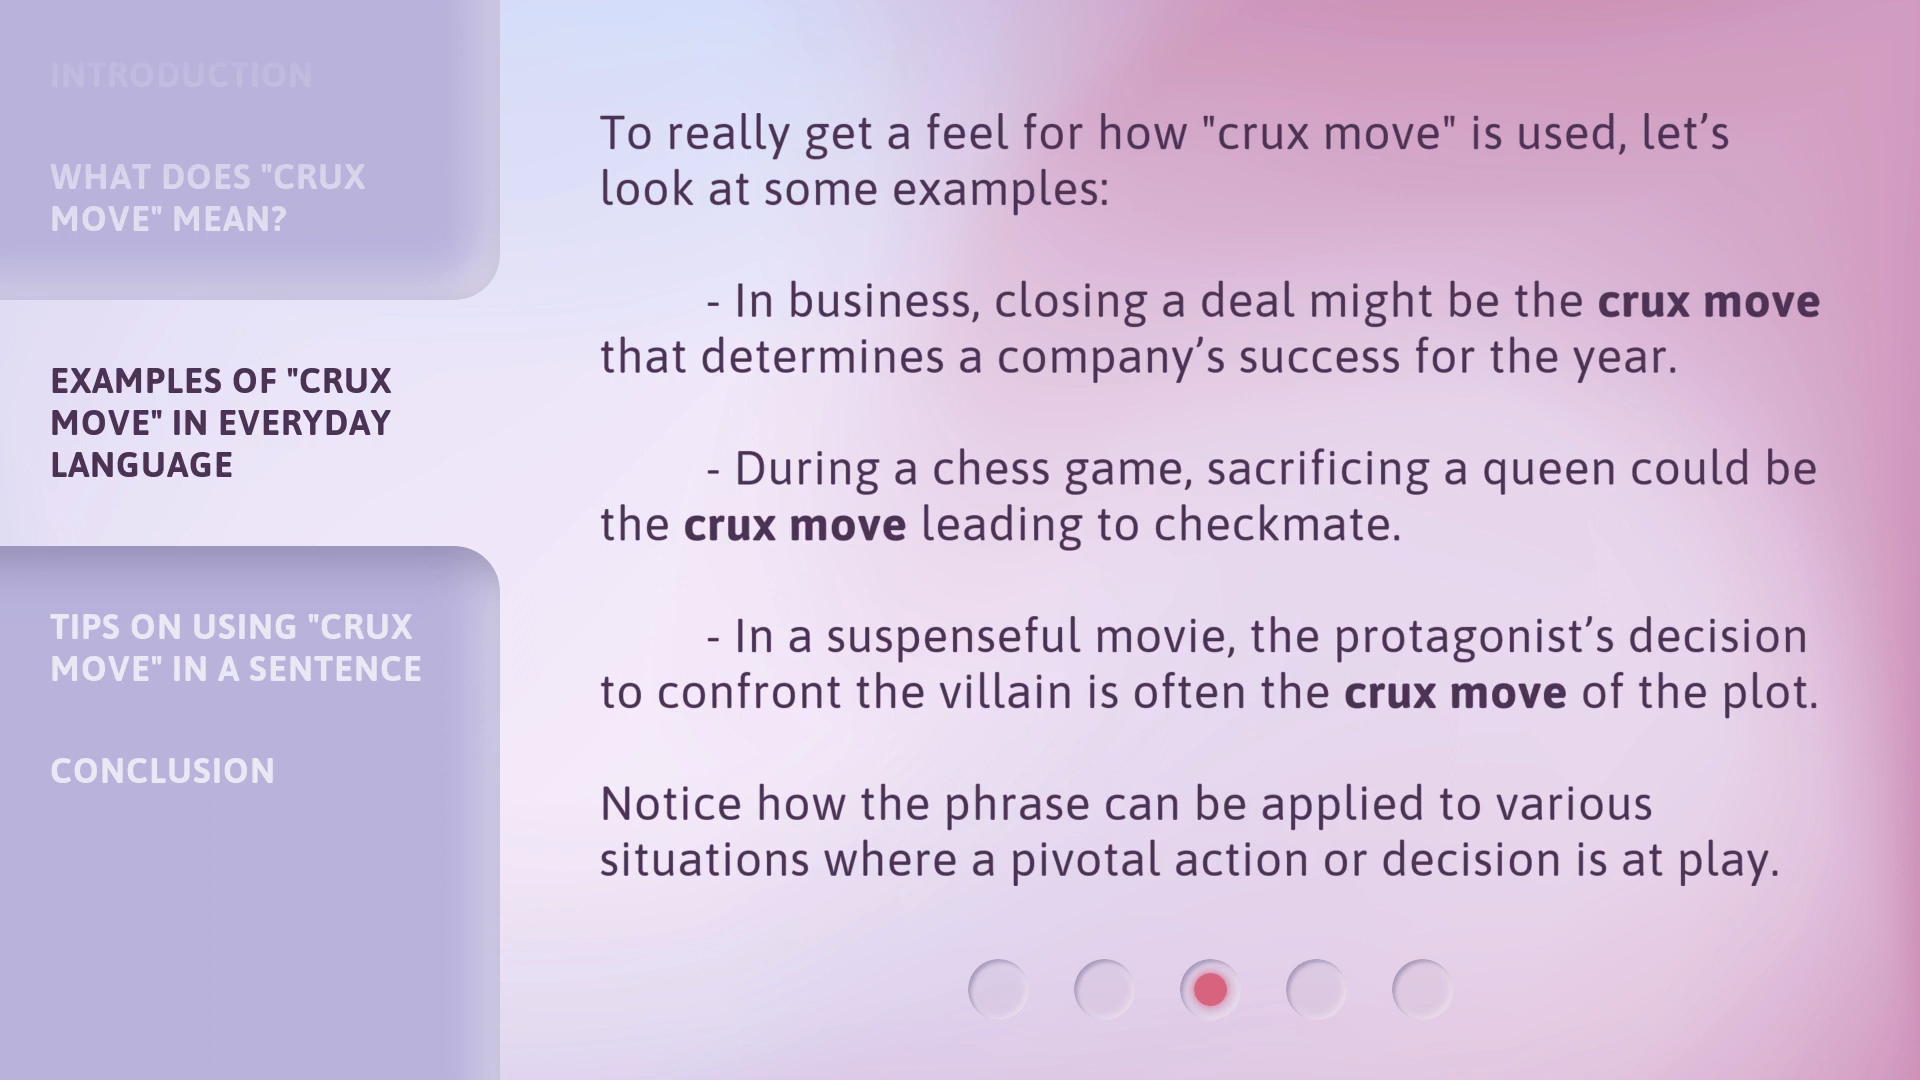 INTRODUCTION
WHAT DOES "CRUX
MOVE" MEAN?
EXAMPLES OF "CRUX
MOVE" IN EVERYDAY
LANGUAGE
TIPS ON USING "CRUX
MOVE" IN A SENTENCE
CONCLUSION
To really get a feel for how "crux move" is used, let’s
look at some examples:
- In business, closing a deal might be the crux move
that determines a company’s success for the year.
- During a chess game, sacrificing a queen could be
the crux move leading to checkmate.
- In a suspenseful movie, the protagonist’s decision
to confront the villain is often the crux move of the plot.
Notice how the phrase can be applied to various
situations where a pivotal action or decision is at play.